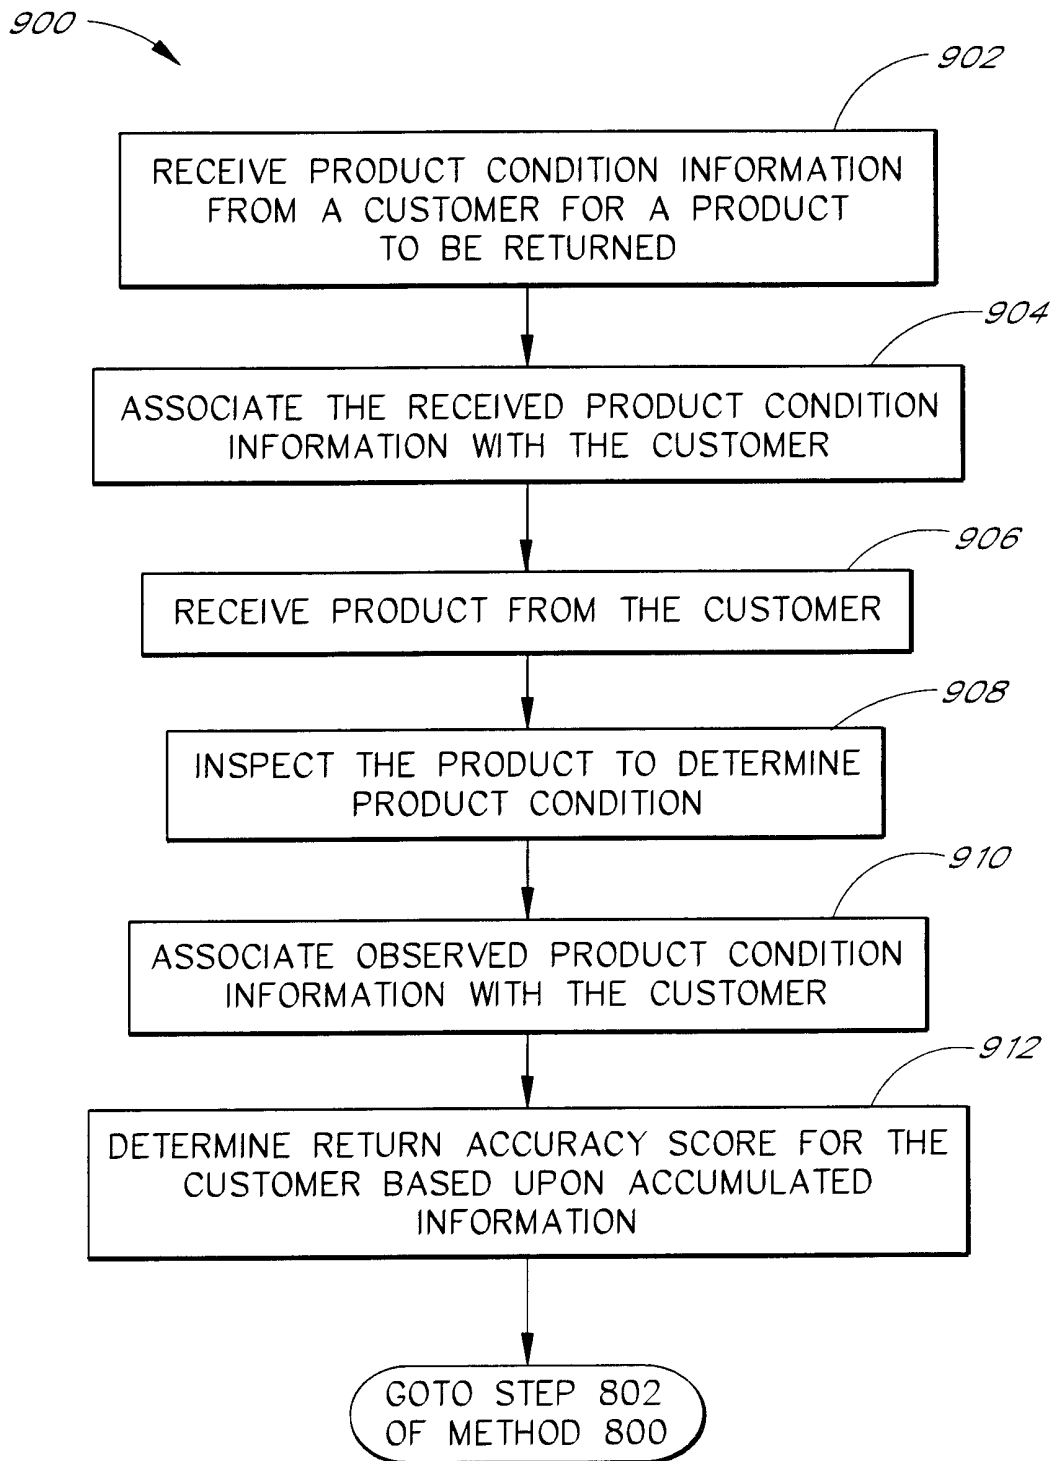 900
902
RECEIVE PRODUCT CONDITION INFORMATION
FROM A CUSTOMER FOR A PRODUCT
TO BE RETURNED
904
ASSOCIATE THE RECEIVED PRODUCT CONDITION
INFORMATION WITH THE CUSTOMER
906
RECEIVE PRODUCT FROM THE CUSTOMER
908
INSPECT THE PRODUCT TO DETERMINE
PRODUCT CONDITION
910
ASSOCIATE OBSERVED PRODUCT CONDITION
INFORMATION WITH THE CUSTOMER
912
DETERMINE RETURN ACCURACY SCORE FOR THE
CUSTOMER BASED UPON ACCUMULATED
INFORMATION
GOTO STEP 802
OF METHOD 800